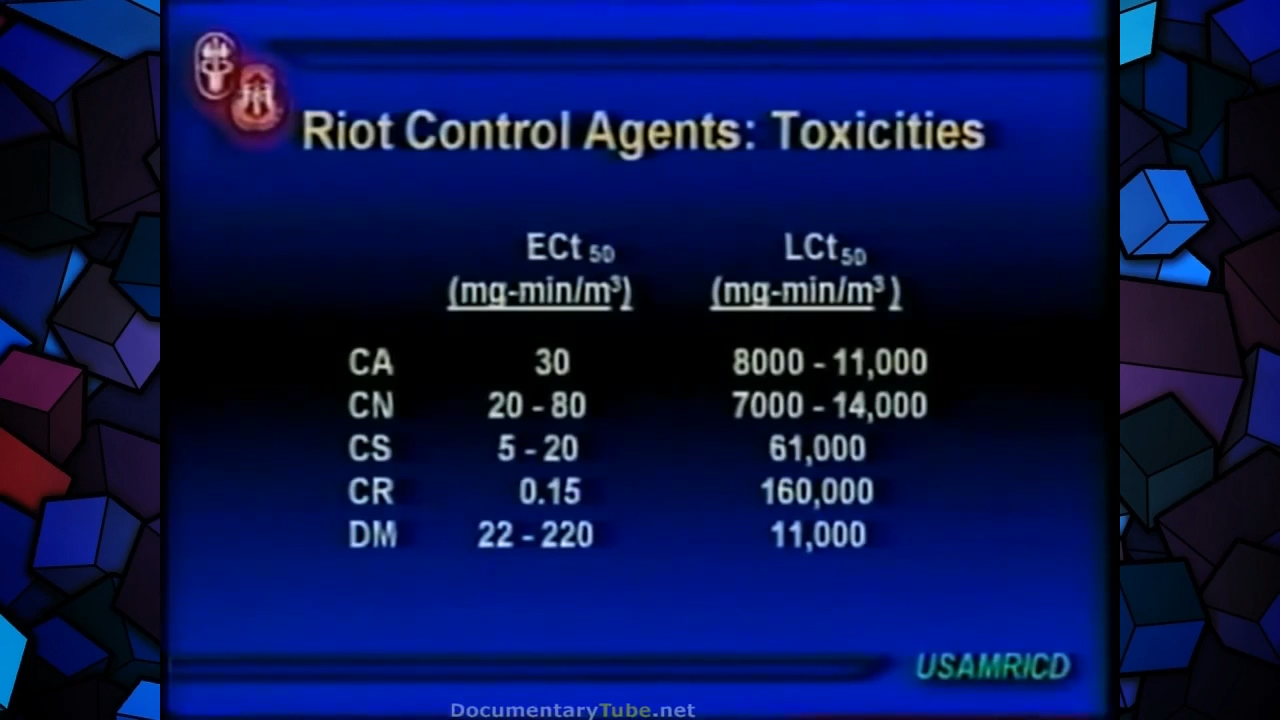 Riot Control Agents: Toxicities
ECt 50 LCt50
(mg-min/m³) (mg-min/m³ )
CA 30 8000 - 11,000
CN 20 - 80 7000 - 14,000
CS 5 - 20 61,000
CR 0.15 160,000
DM 22 - 220 11,000
USAMRICD
DocumentaryTube.net